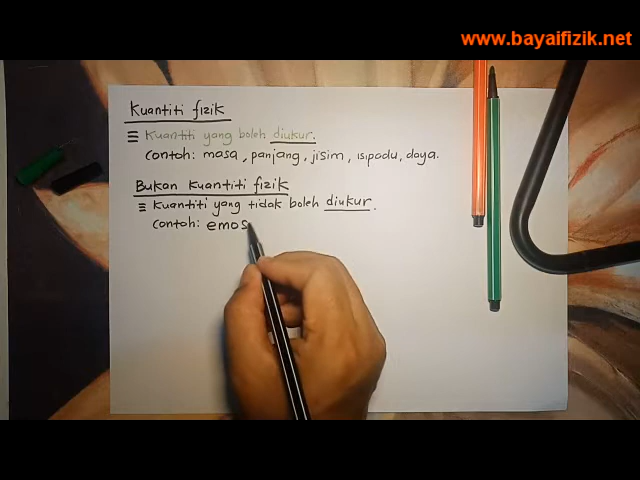 www.bayaifizik.net
Kuantiti fizik
≡ Kuantiti yang boleh diukur.
contoh: masa, panjang, jisim, isipadu, daya.
Bukan kuantiti fizik
≡ Kuantiti yang tidak boleh diukur.
contoh: emos